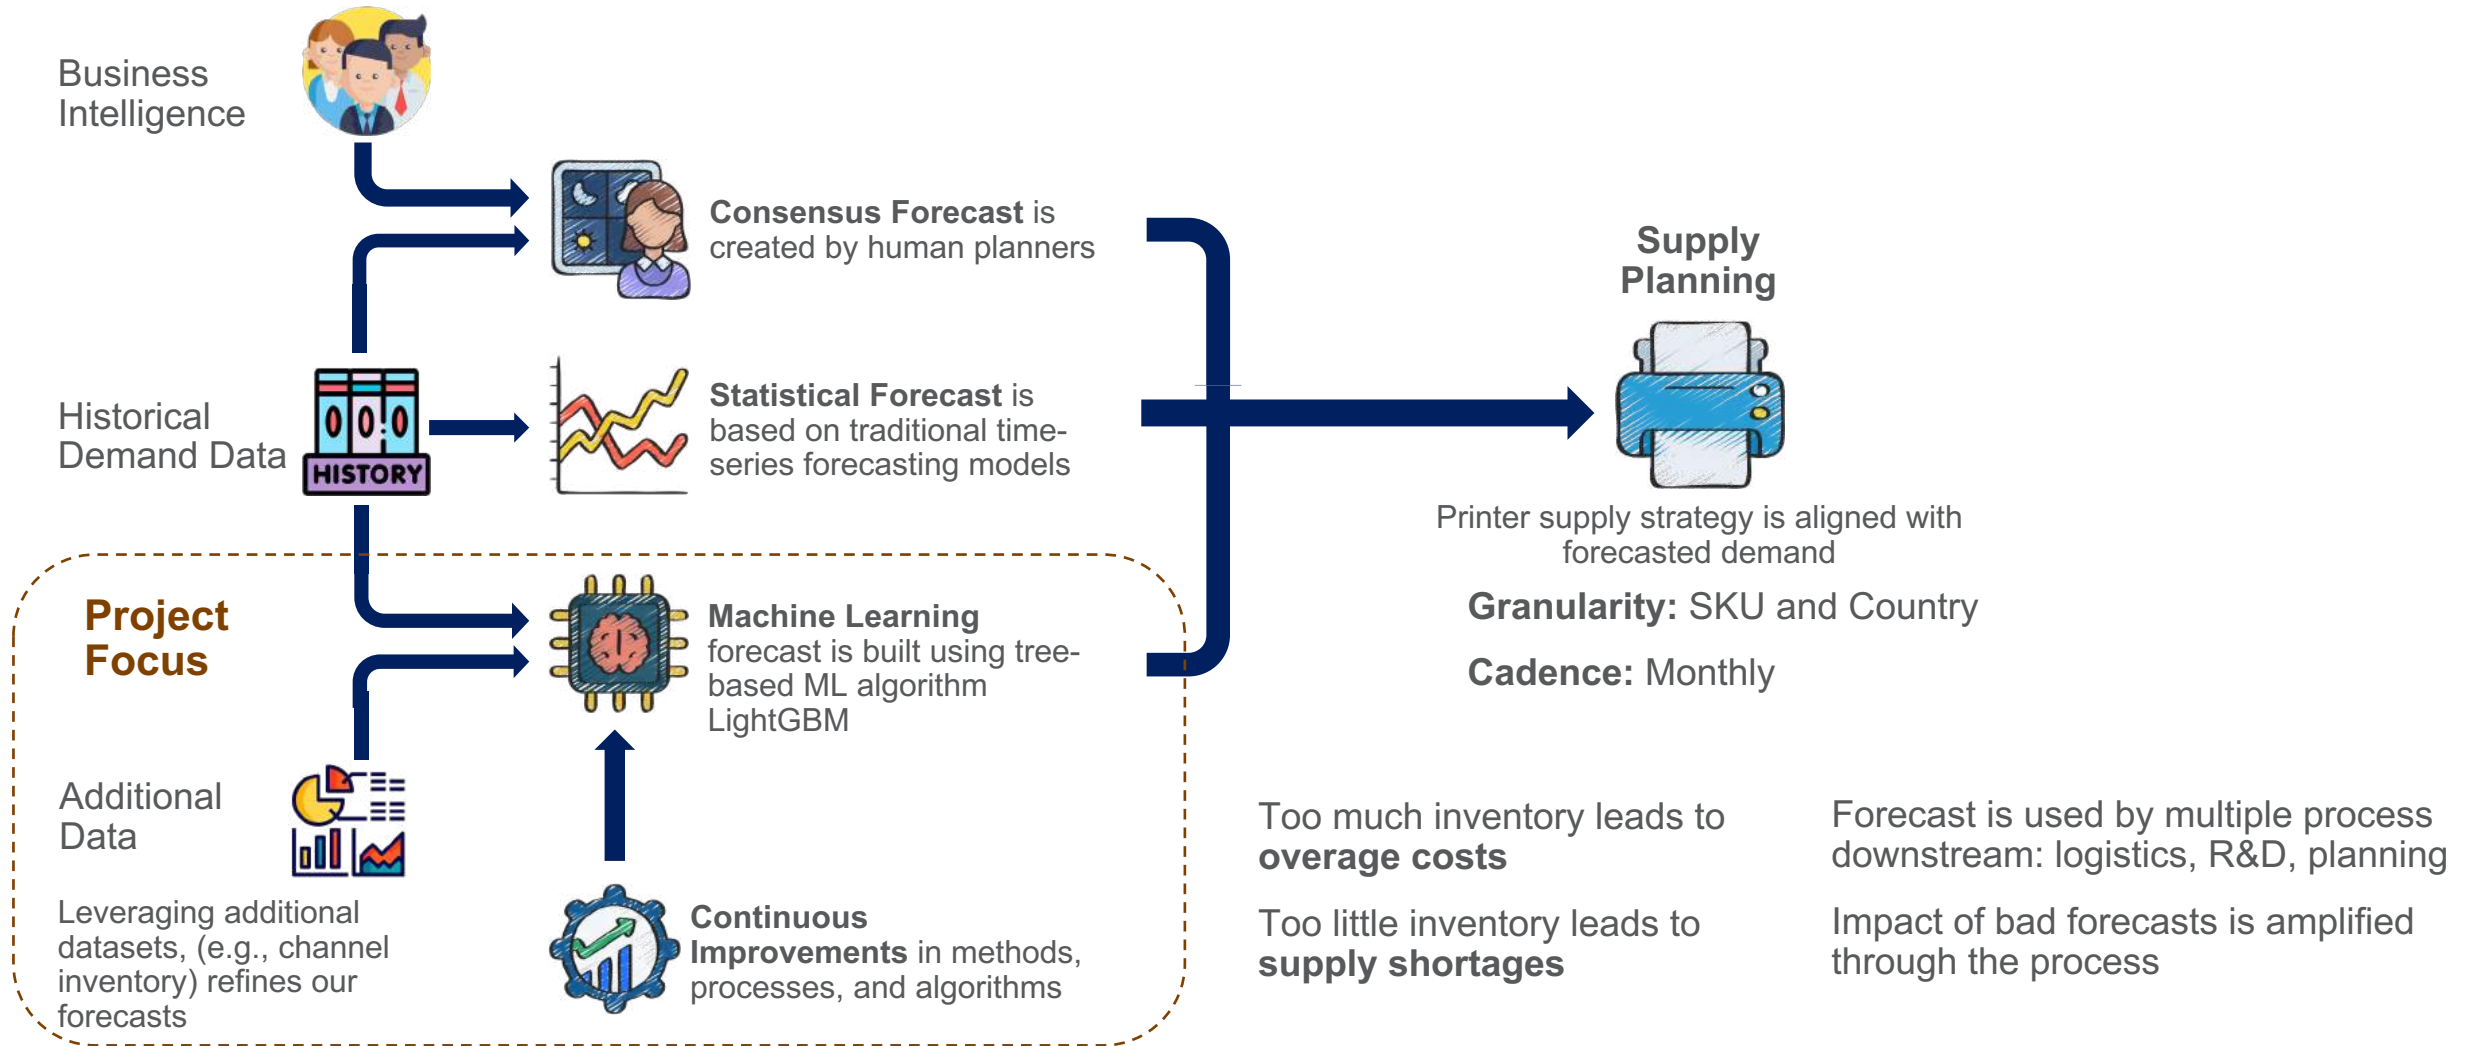 Business
Intelligence
Consensus Forecast is
created by human planners
Historical
Demand Data
HISTORY
Statistical Forecast is
based on traditional time-
series forecasting models
Supply
Planning
Printer supply strategy is aligned with
forecasted demand
Granularity: SKU and Country
Cadence: Monthly
Project
Focus
Machine Learning
forecast is built using tree-
based ML algorithm
LightGBM
Additional
Data
Leveraging additional
datasets, (e.g., channel
inventory) refines our
forecasts
Continuous
Improvements in methods,
processes, and algorithms
Too much inventory leads to
overage costs
Too little inventory leads to
supply shortages
Forecast is used by multiple process
downstream: logistics, R&D, planning
Impact of bad forecasts is amplified
through the process